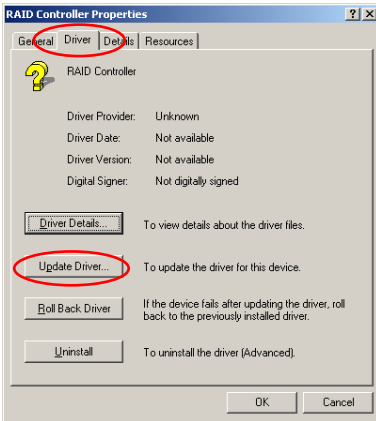 RAID Controller Properties
General Driver Details Resources
RAID Controller
Driver Provider: Unknown
Driver Date: Not available
Driver Version: Not available
Digital Signer: Not digitally signed
Driver Details... To view details about the driver files.
Update Driver... To update the driver for this device.
Roll Back Driver If the device fails after updating the driver, roll
back to the previously installed driver.
Uninstall To uninstall the driver (Advanced).
OK Cancel